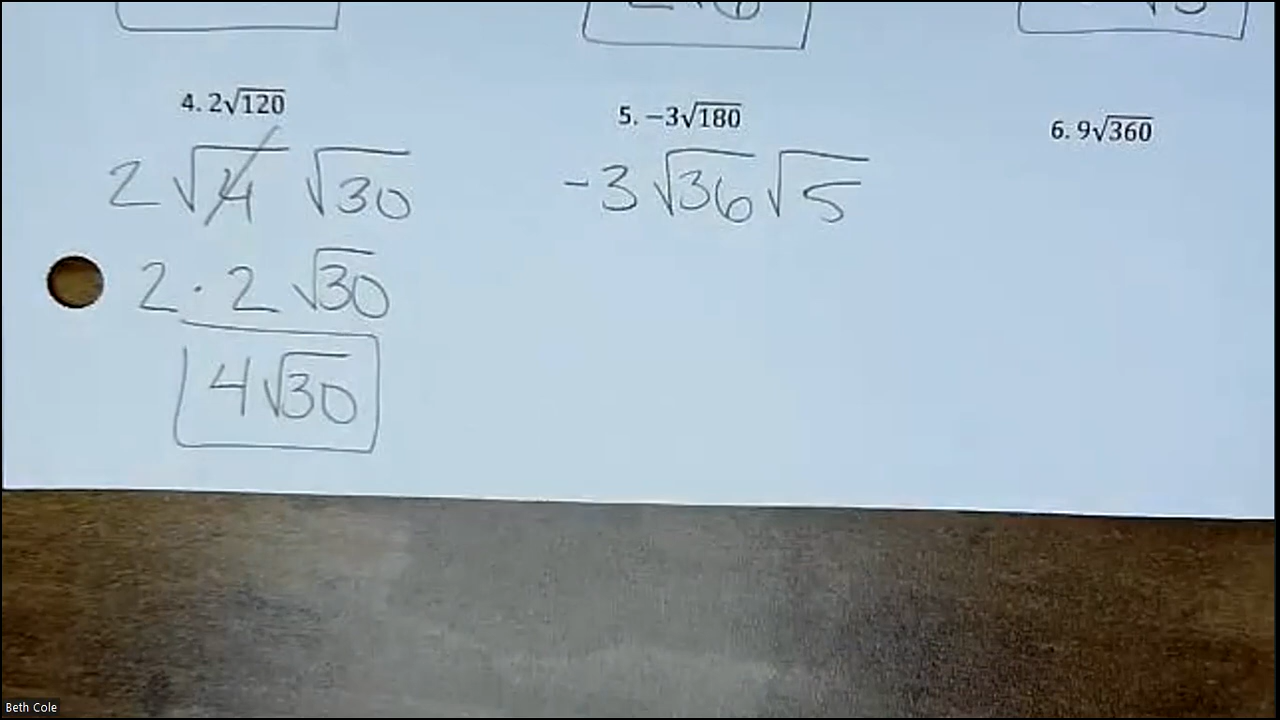 √6
4. 2√120
5. −3√180
6. 9√360
2 √4 √30
-3 √36 √5
2 · 2 √30
4√30
Beth Cole